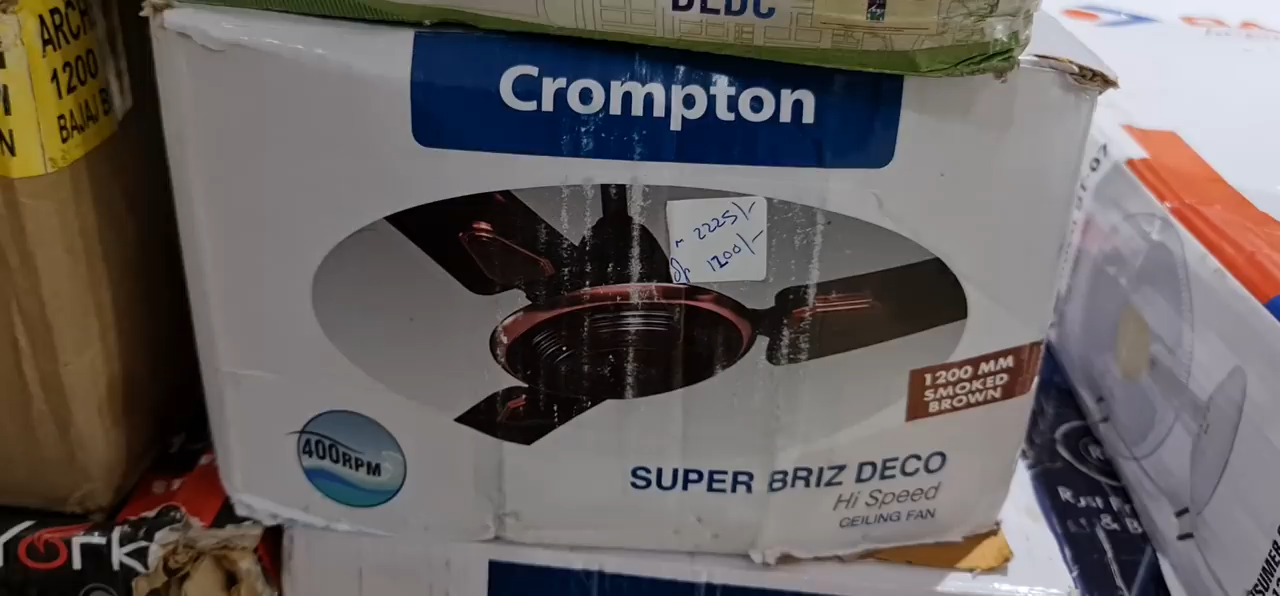 BLDC
ARCH
1200
BAJAJ B
N
Crompton
2225/-
1200/-
1200 MM
SMOKED
BROWN
400RPM
SUPER BRIZ DECO
Hi Speed
CEILING FAN
York
& B